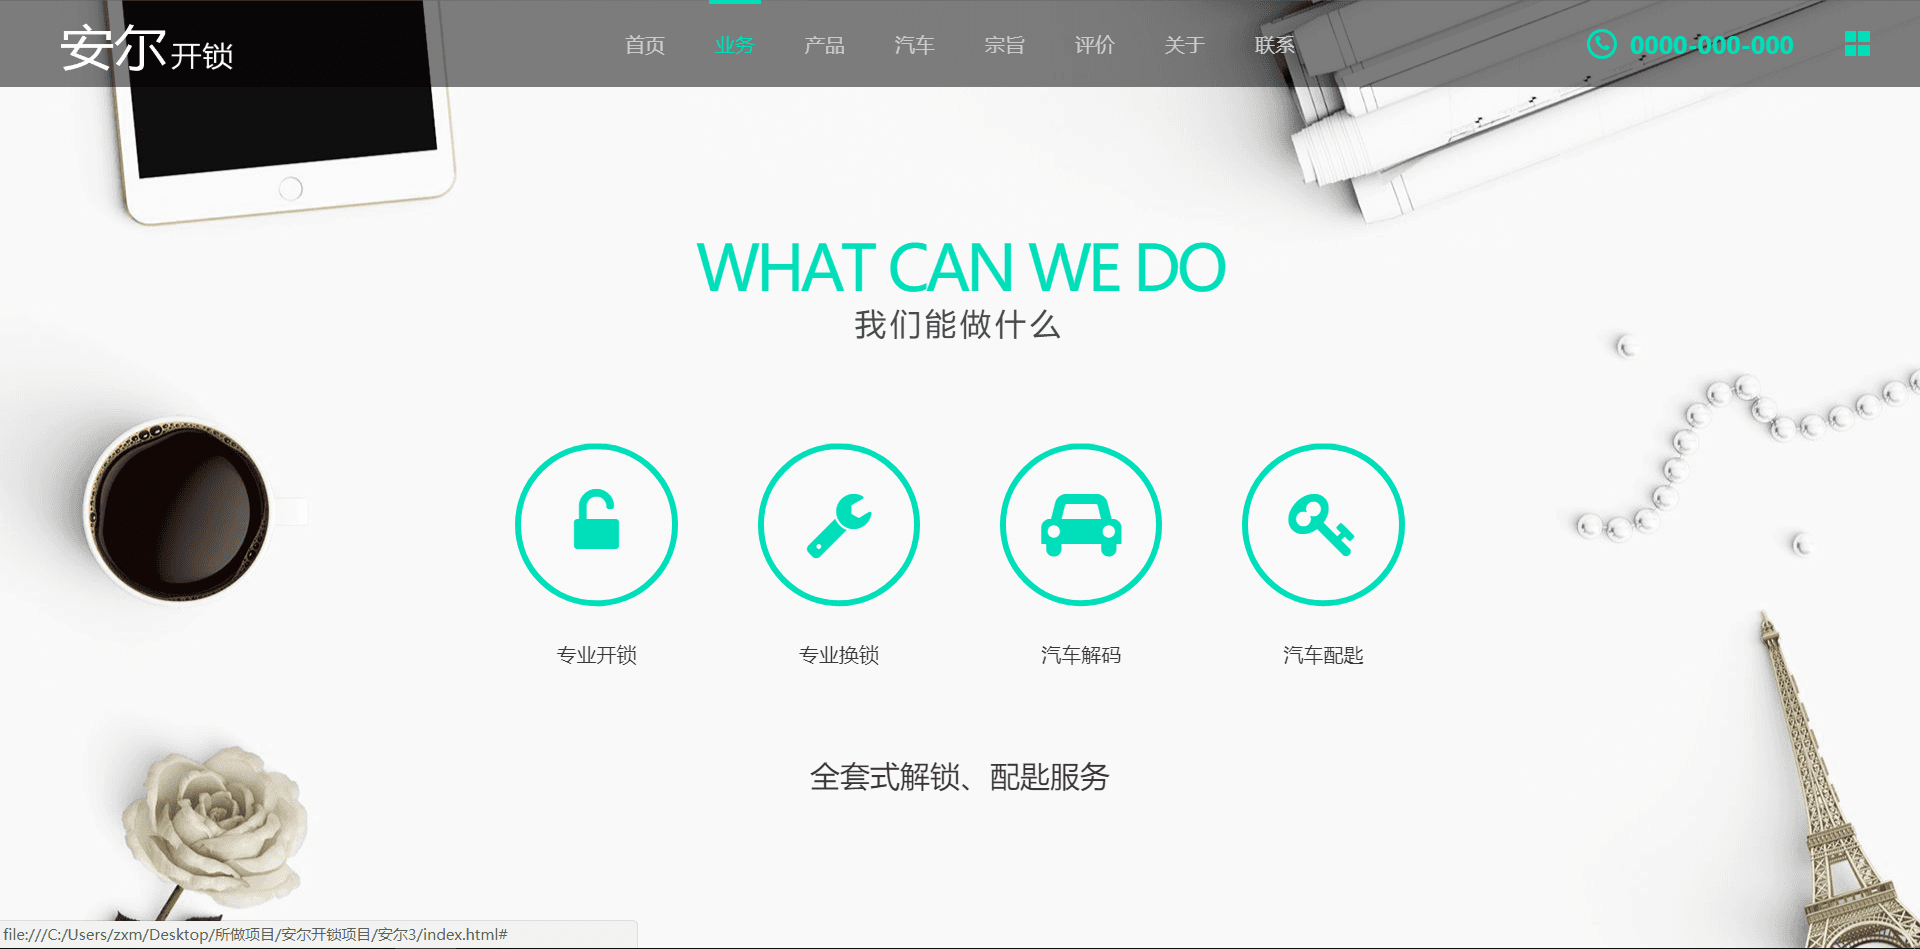 安尔开锁
首页 业务 产品 汽车 宗旨 评价 关于 联系
0000-000-000
WHAT CAN WE DO
我们能做什么
专业开锁 专业换锁 汽车解码 汽车配匙
全套式解锁、配匙服务
file:///C:/Users/zxm/Desktop/所做项目/安尔开锁项目/安尔3/index.html#